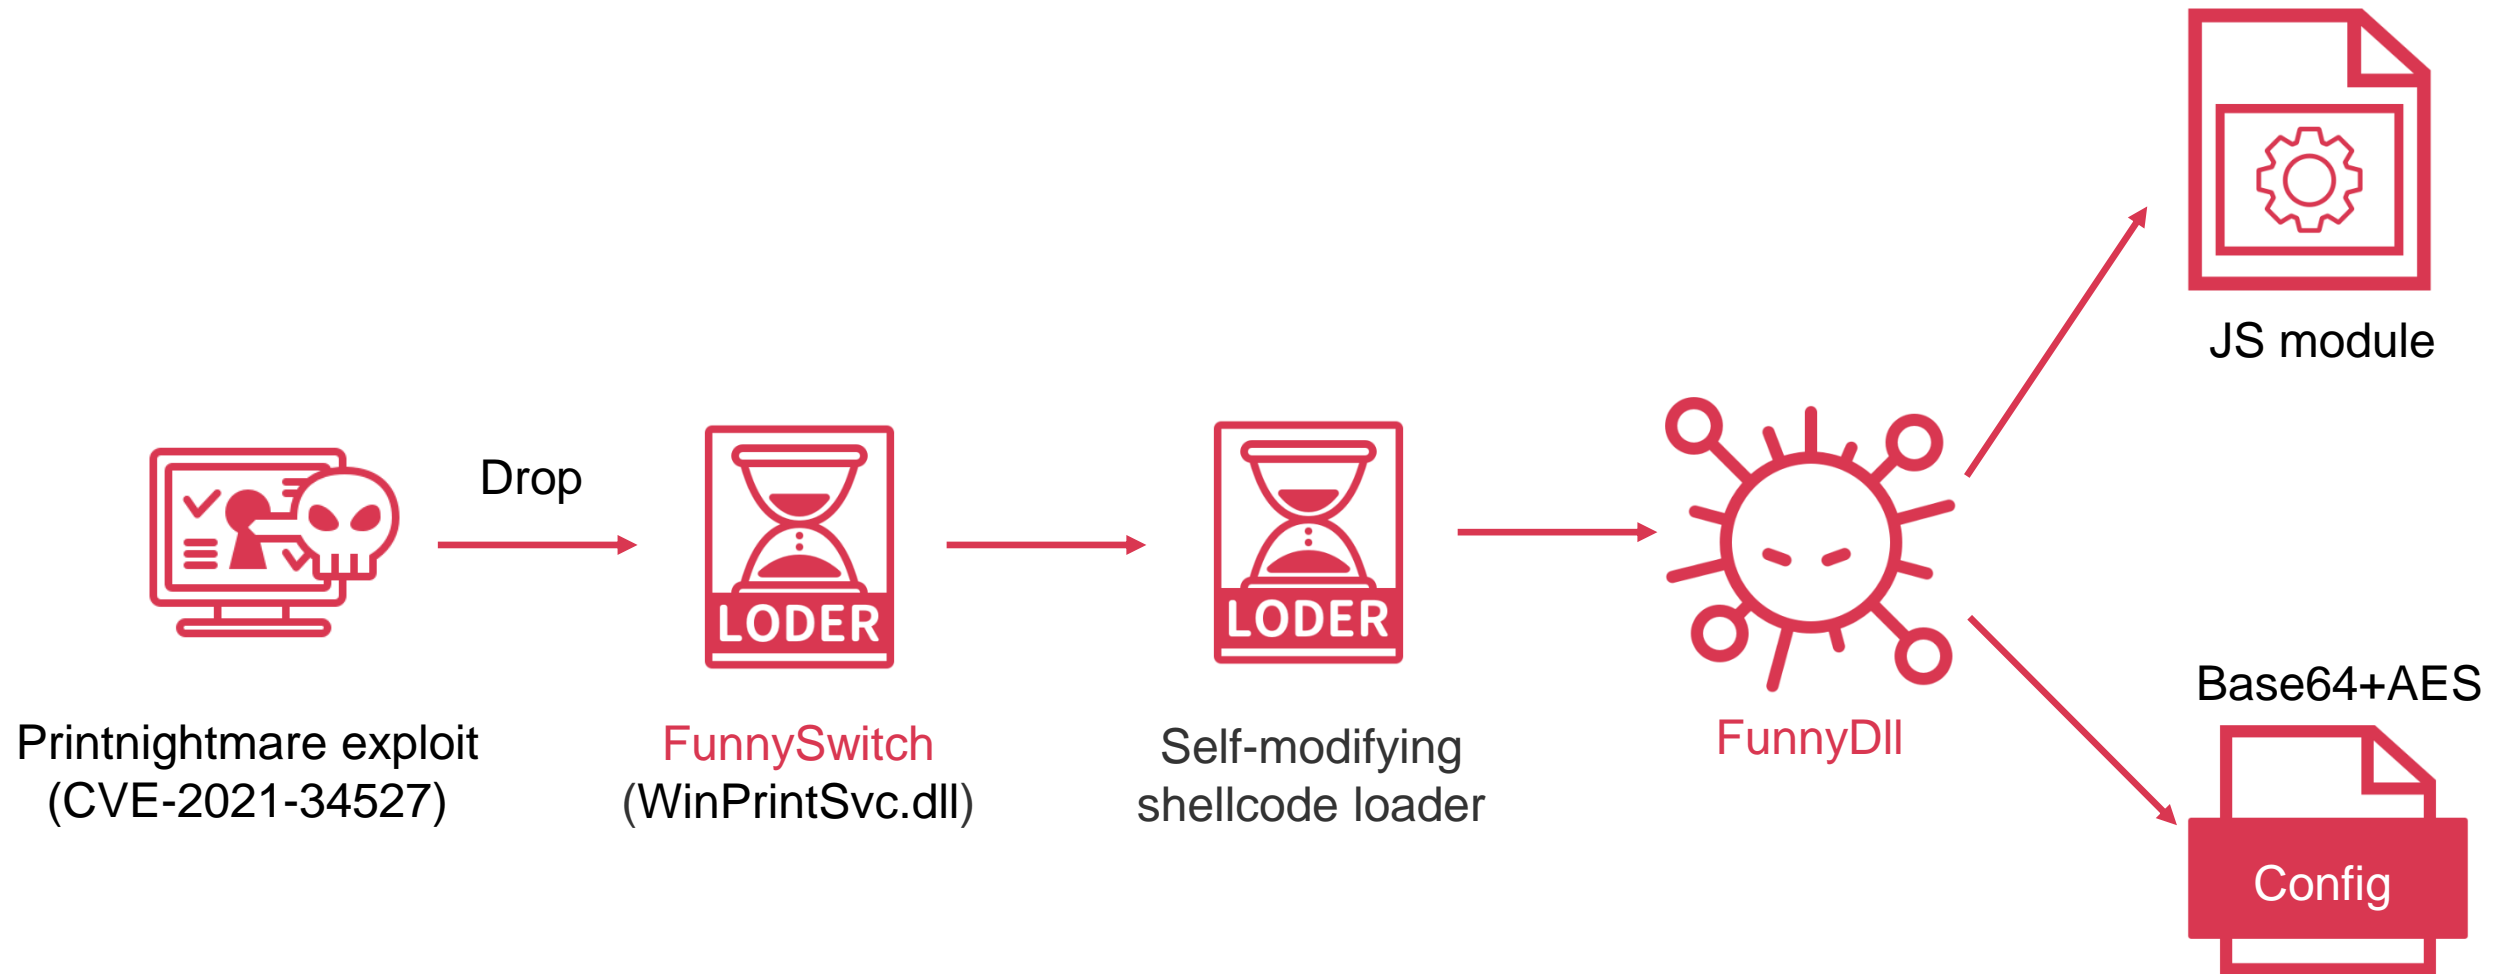 Drop
LODER
Printnightmare exploit
(CVE-2021-34527)
FunnySwitch
(WinPrintSvc.dll)
LODER
Self-modifying
shellcode loader
FunnyDll
JS module
Base64+AES
Config